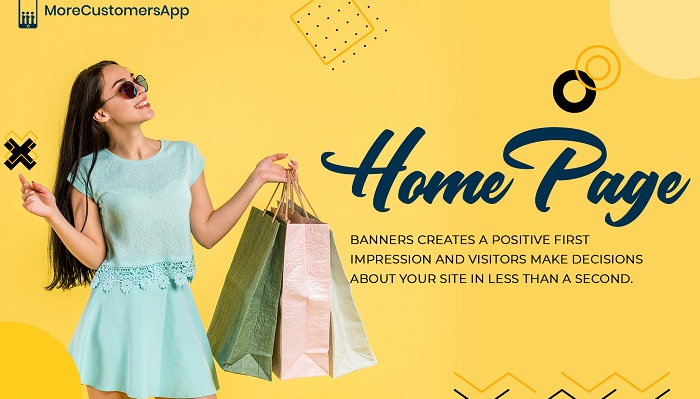 MoreCustomersApp
Home Page
BANNERS CREATES A POSITIVE FIRST
IMPRESSION AND VISITORS MAKE DECISIONS
ABOUT YOUR SITE IN LESS THAN A SECOND.